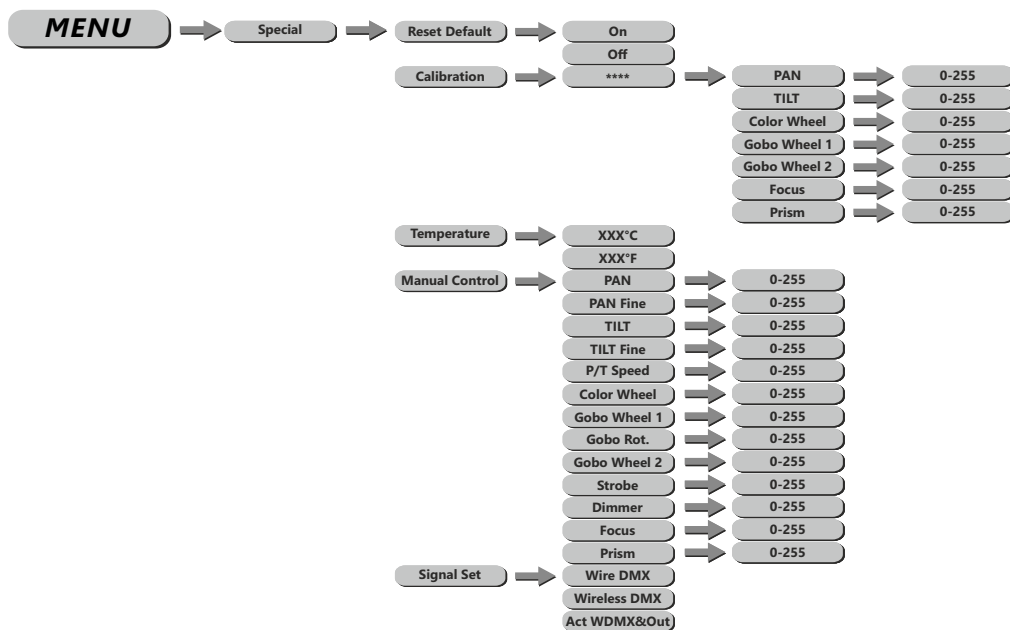 MENU Special Reset Default On
Off
Calibration **** PAN 0-255
TILT 0-255
Color Wheel 0-255
Gobo Wheel 1 0-255
Gobo Wheel 2 0-255
Focus 0-255
Prism 0-255
Temperature XXX°C
XXX°F
Manual Control PAN 0-255
PAN Fine 0-255
TILT 0-255
TILT Fine 0-255
P/T Speed 0-255
Color Wheel 0-255
Gobo Wheel 1 0-255
Gobo Rot. 0-255
Gobo Wheel 2 0-255
Strobe 0-255
Dimmer 0-255
Focus 0-255
Prism 0-255
Signal Set Wire DMX
Wireless DMX
Act WDMX&Out